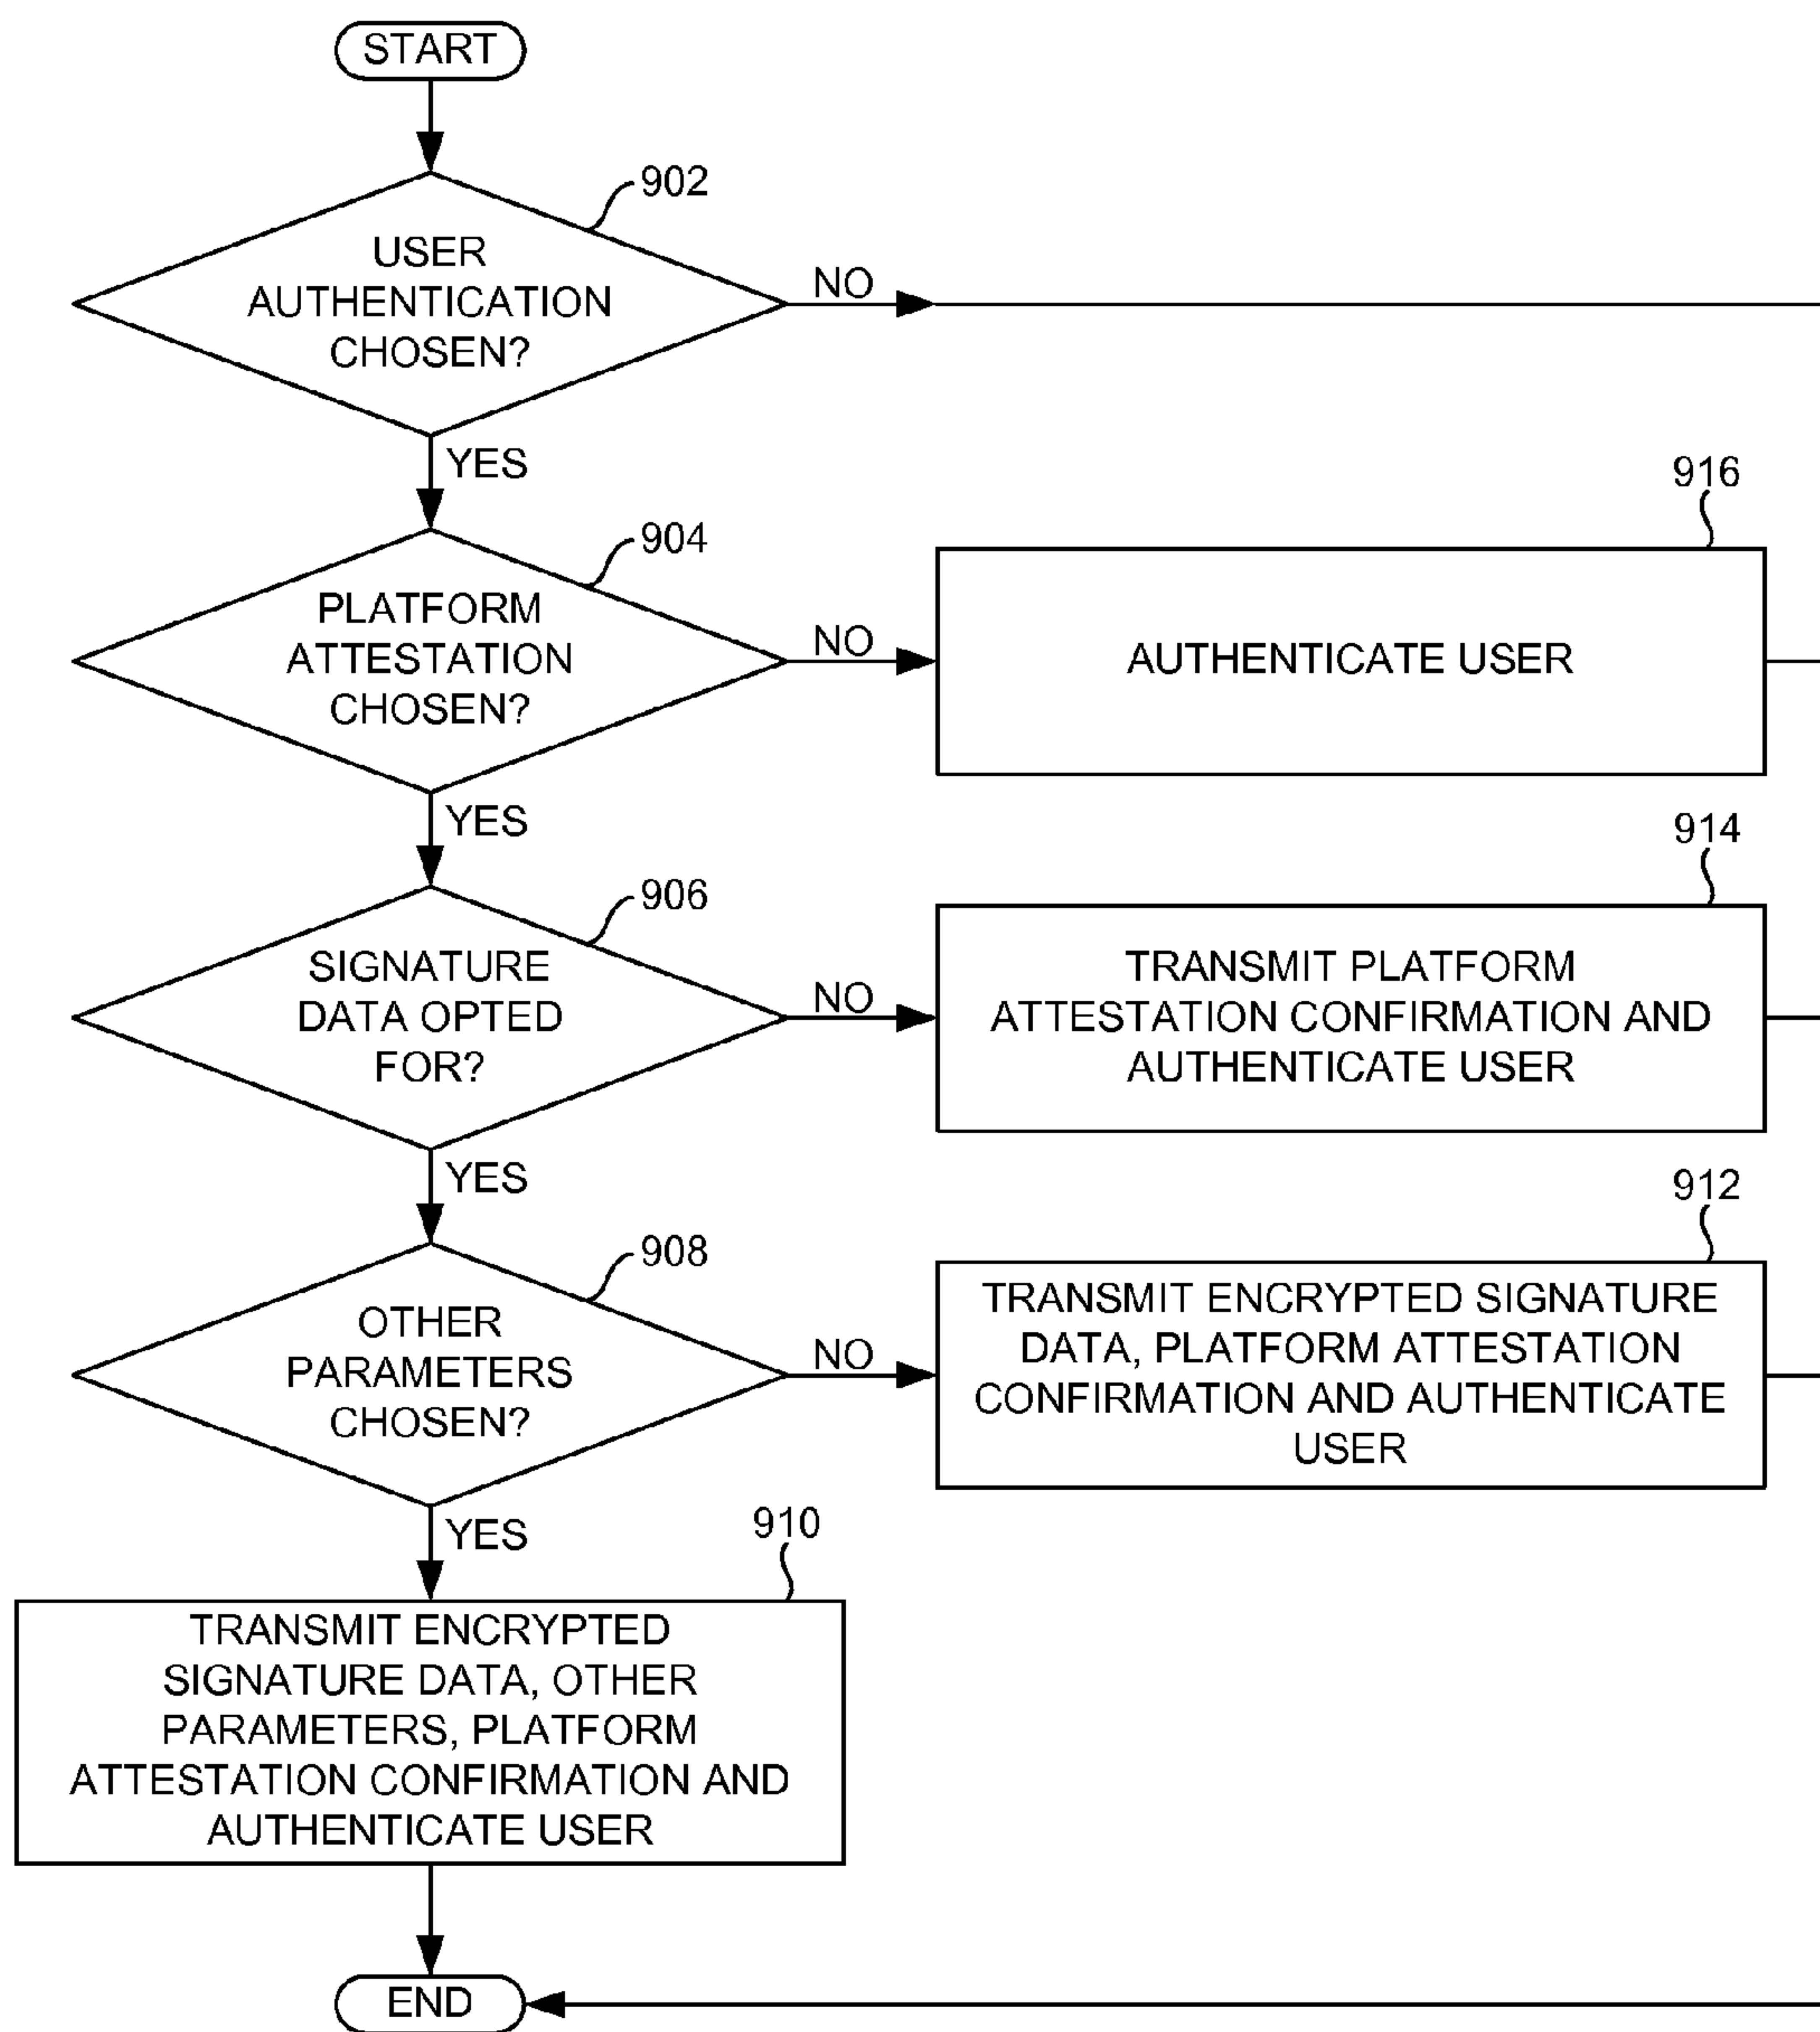 START
902
USER
AUTHENTICATION
CHOSEN?
NO
YES
904
PLATFORM
ATTESTATION
CHOSEN?
NO
916
AUTHENTICATE USER
YES
906
SIGNATURE
DATA OPTED
FOR?
NO
914
TRANSMIT PLATFORM
ATTESTATION CONFIRMATION AND
AUTHENTICATE USER
YES
908
OTHER
PARAMETERS
CHOSEN?
NO
912
TRANSMIT ENCRYPTED SIGNATURE
DATA, PLATFORM ATTESTATION
CONFIRMATION AND AUTHENTICATE
USER
YES
910
TRANSMIT ENCRYPTED
SIGNATURE DATA, OTHER
PARAMETERS, PLATFORM
ATTESTATION CONFIRMATION AND
AUTHENTICATE USER
END